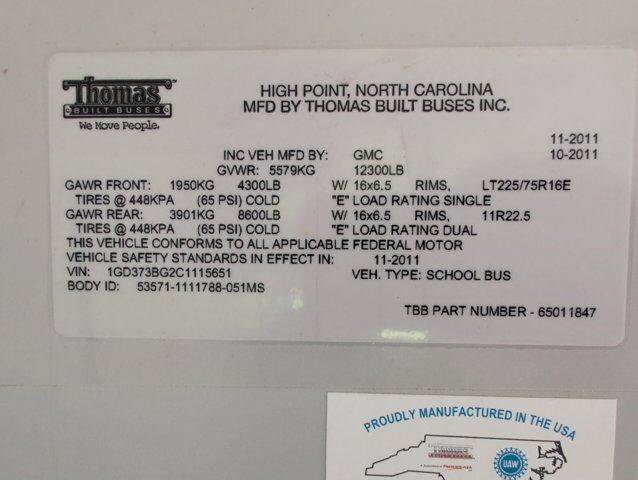 Thomas
BUILT BUSES
We Move People.
HIGH POINT, NORTH CAROLINA
MFD BY THOMAS BUILT BUSES INC.
11-2011
INC VEH MFD BY: GMC 10-2011
GVWR: 5579KG 12300LB
GAWR FRONT: 1950KG 4300LB W/ 16x6.5 RIMS, LT225/75R16E
TIRES @ 448KPA (65 PSI) COLD "E" LOAD RATING SINGLE
GAWR REAR: 3901KG 8600LB W/ 16x6.5 RIMS, 11R22.5
TIRES @ 448KPA (65 PSI) COLD "E" LOAD RATING DUAL
THIS VEHICLE CONFORMS TO ALL APPLICABLE FEDERAL MOTOR
VEHICLE SAFETY STANDARDS IN EFFECT IN: 11-2011
VIN: 1GD373BG2C1115651 VEH. TYPE: SCHOOL BUS
BODY ID: 53571-1111788-051MS
TBB PART NUMBER - 65011847
PROUDLY MANUFACTURED IN THE USA
UAW